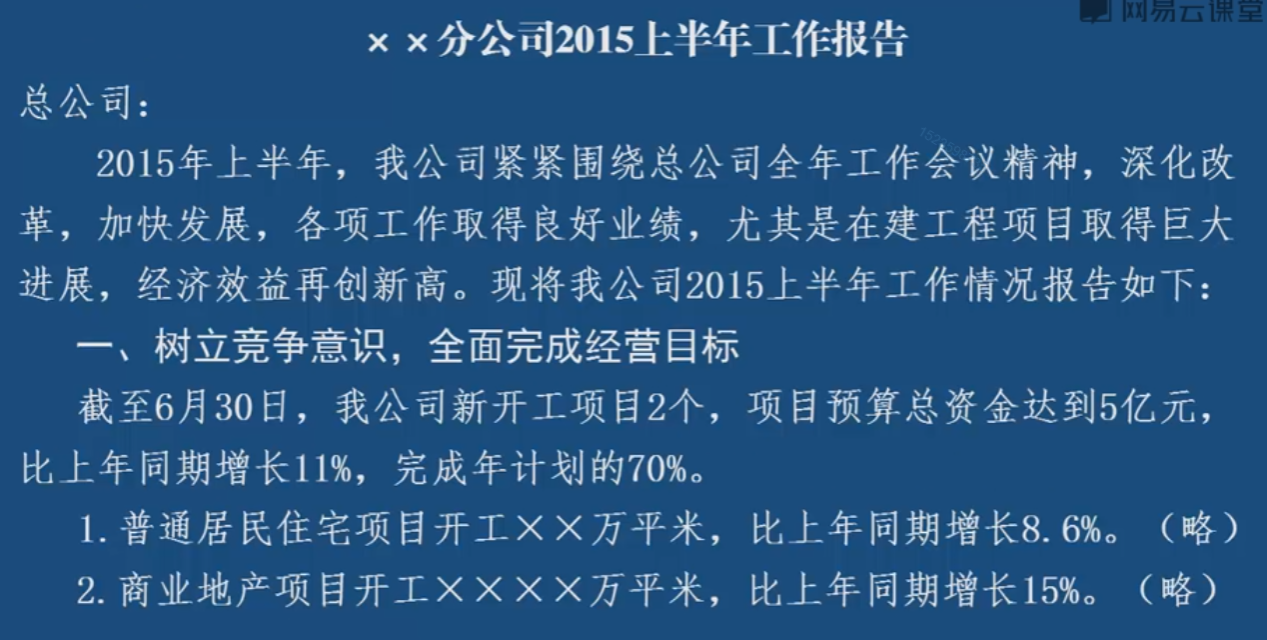 网易云课堂
××分公司2015上半年工作报告
总公司：
2015年上半年，我公司紧紧围绕总公司全年工作会议精神，深化改
革，加快发展，各项工作取得良好业绩，尤其是在建工程项目取得巨大
进展，经济效益再创新高。现将我公司2015上半年工作情况报告如下：
一、树立竞争意识，全面完成经营目标
截至6月30日，我公司新开工项目2个，项目预算总资金达到5亿元，
比上年同期增长11%，完成年计划的70%。
1.普通居民住宅项目开工××万平米，比上年同期增长8.6%。（略）
2.商业地产项目开工××××万平米，比上年同期增长15%。（略）